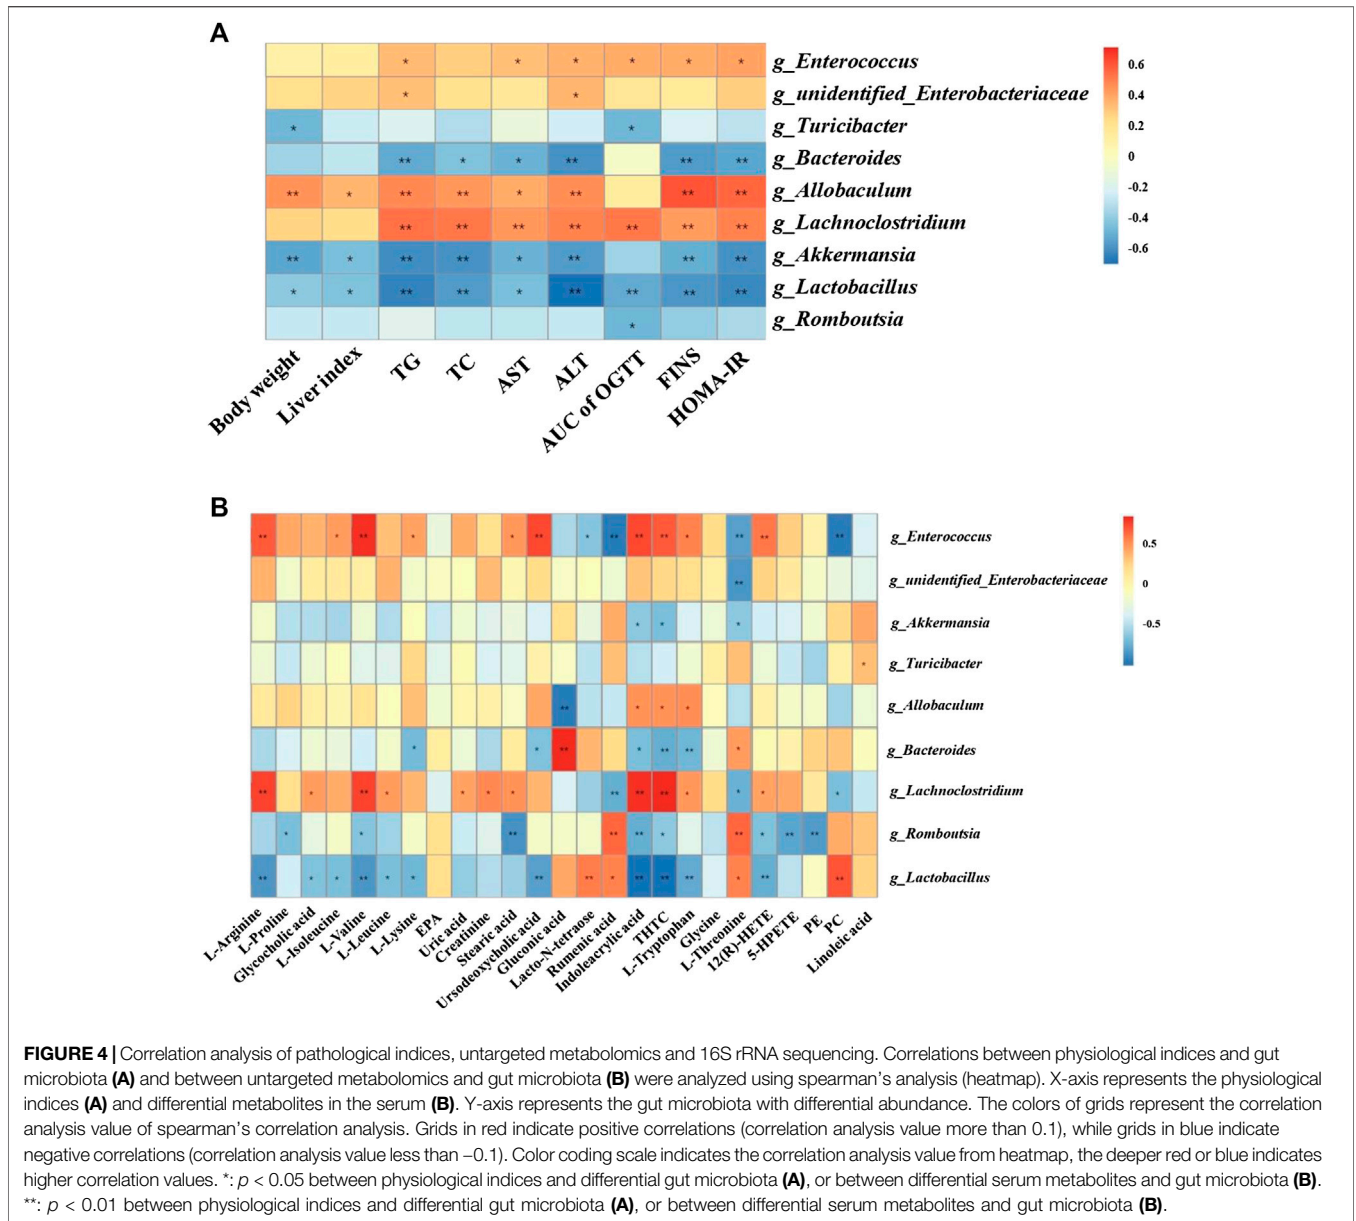 A
0.6
0.4
0.2
0
-0.2
-0.4
-0.6
* * * * * * g_Enterococcus
* * g_unidentified_Enterobacteriaceae
* * g_Turicibacter
** * * ** ** ** g_Bacteroides
** * ** ** * ** ** ** g_Allobaculum
** ** ** ** ** ** ** g_Lachnoclostridium
** * ** ** * ** ** ** g_Akkermansia
* * ** ** * ** ** ** ** g_Lactobacillus
* g_Romboutsia
Body weight
Liver index
TG
TC
AST
ALT
AUC of OGTT
FINS
HOMA-IR
B
0.5
0
-0.5
** * ** * * ** * ** ** ** * ** ** ** g_Enterococcus
** g_unidentified_Enterobacteriaceae
* * * g_Akkermansia
* g_Turicibacter
** * * * g_Allobaculum
* * ** * ** ** * g_Bacteroides
** * ** * * * * ** ** ** * * * * g_Lachnoclostridium
* * ** ** ** * ** * ** ** g_Romboutsia
** * * ** * * ** ** * ** ** ** * ** ** g_Lactobacillus
L-Arginine
L-Proline
Glycocholic acid
L-Isoleucine
L-Valine
L-Leucine
L-Lysine
EPA
Uric acid
Creatinine
Stearic acid
Ursodeoxycholic acid
Gluconic acid
Lacto-N-tetraose
Rumenic acid
Indoleacrylic acid
THTC
L-Tryptophan
Glycine
L-Threonine
12(R)-HETE
5-HPETE
PE
PC
Linoleic acid
FIGURE 4 | Correlation analysis of pathological indices, untargeted metabolomics and 16S rRNA sequencing. Correlations between physiological indices and gut
microbiota (A) and between untargeted metabolomics and gut microbiota (B) were analyzed using spearman's analysis (heatmap). X-axis represents the physiological
indices (A) and differential metabolites in the serum (B). Y-axis represents the gut microbiota with differential abundance. The colors of grids represent the correlation
analysis value of spearman's correlation analysis. Grids in red indicate positive correlations (correlation analysis value more than 0.1), while grids in blue indicate
negative correlations (correlation analysis value less than −0.1). Color coding scale indicates the correlation analysis value from heatmap, the deeper red or blue indicates
higher correlation values. *: p < 0.05 between physiological indices and differential gut microbiota (A), or between differential serum metabolites and gut microbiota (B).
**: p < 0.01 between physiological indices and differential gut microbiota (A), or between differential serum metabolites and gut microbiota (B).